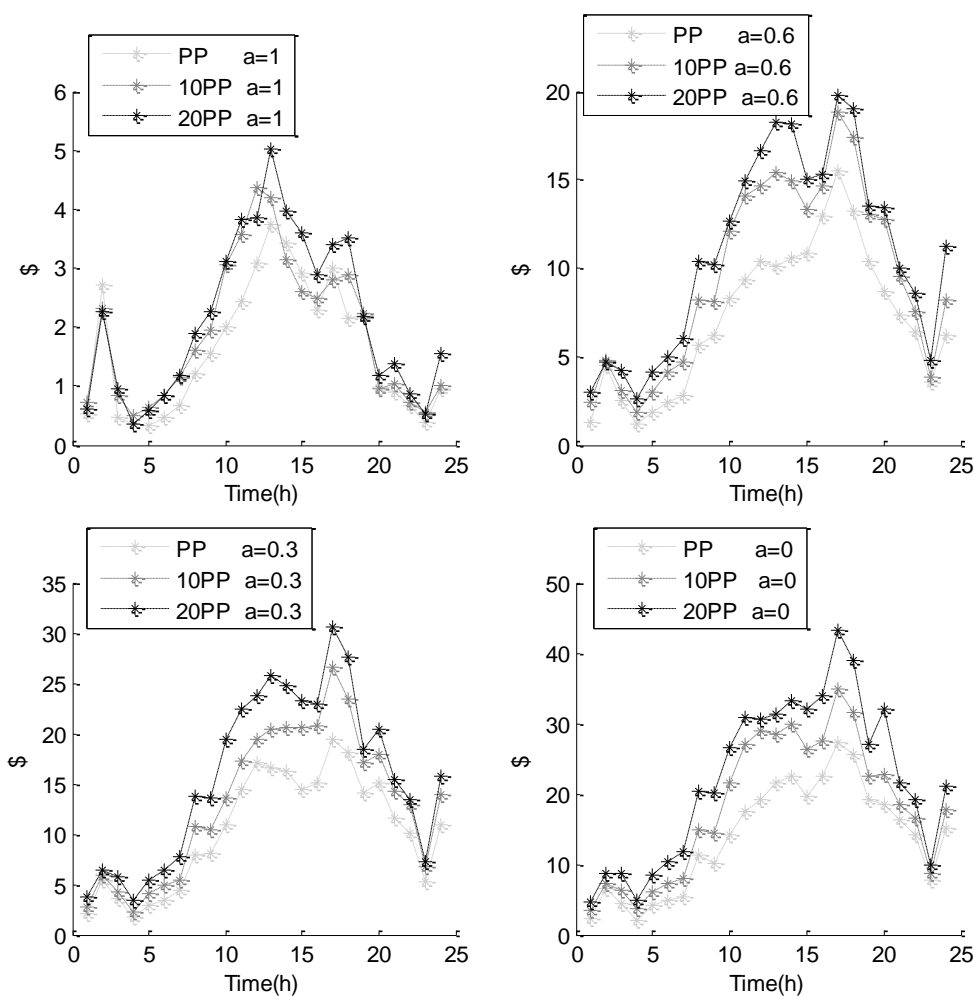 PP a=1
10PP a=1
20PP a=1
6
5
4
3
2
1
0
$
0 5 10 15 20 25
Time(h)
PP a=0.6
10PP a=0.6
20PP a=0.6
20
15
10
5
0
$
0 5 10 15 20 25
Time(h)
PP a=0.3
10PP a=0.3
20PP a=0.3
35
30
25
20
15
10
5
0
$
0 5 10 15 20 25
Time(h)
PP a=0
10PP a=0
20PP a=0
50
40
30
20
10
0
$
0 5 10 15 20 25
Time(h)